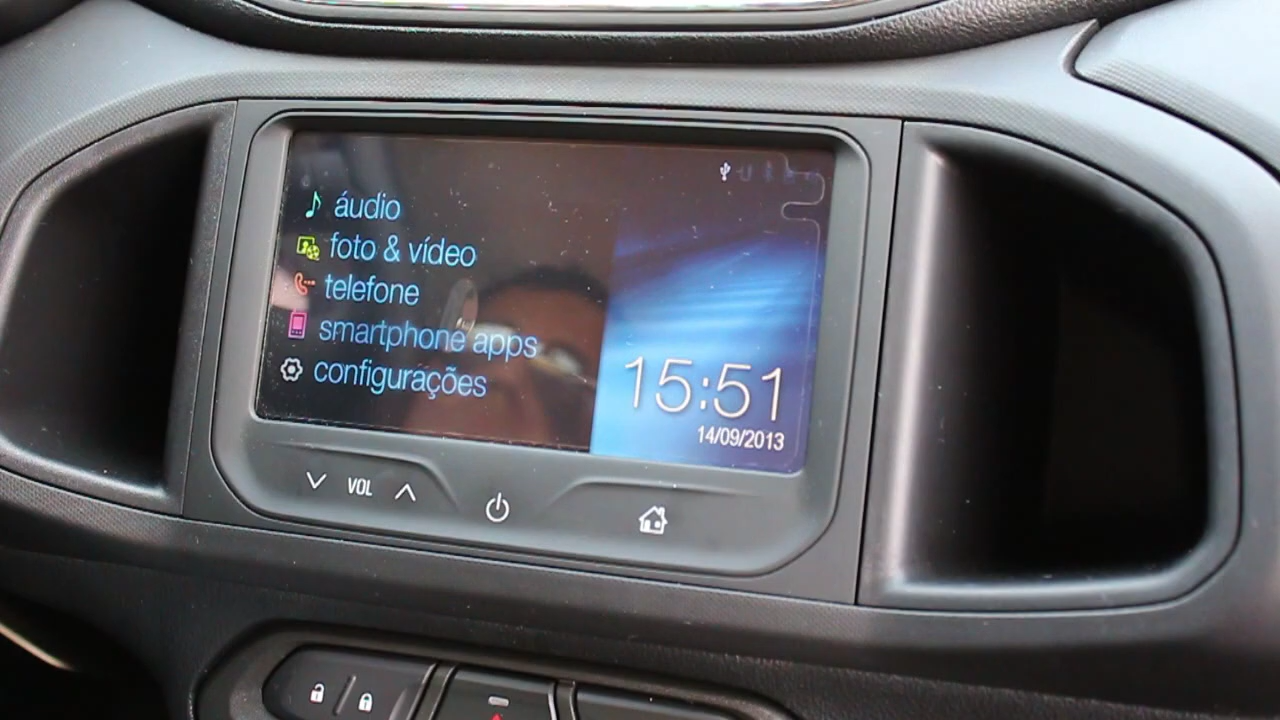 áudio
foto & vídeo
telefone
smartphone apps
configurações
15:51
14/09/2013
VOL